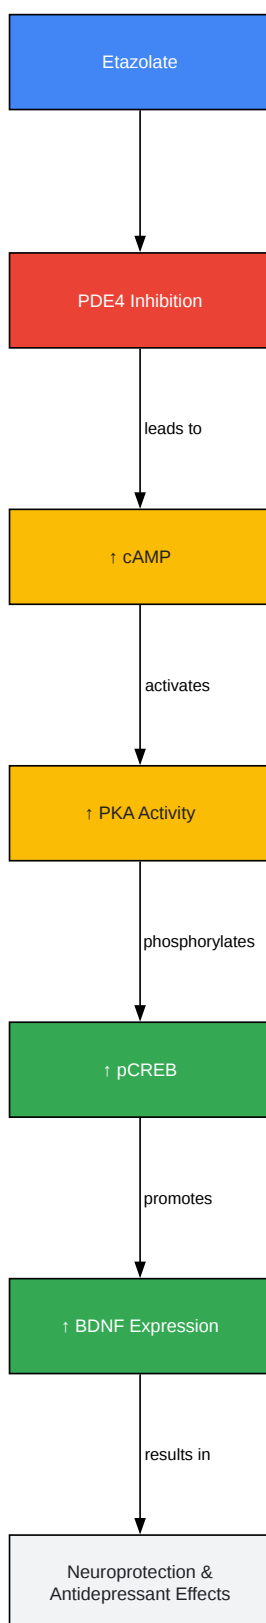 Etazolate
PDE4 Inhibition
leads to
↑ cAMP
activates
↑ PKA Activity
phosphorylates
↑ pCREB
promotes
↑ BDNF Expression
results in
Neuroprotection &
Antidepressant Effects